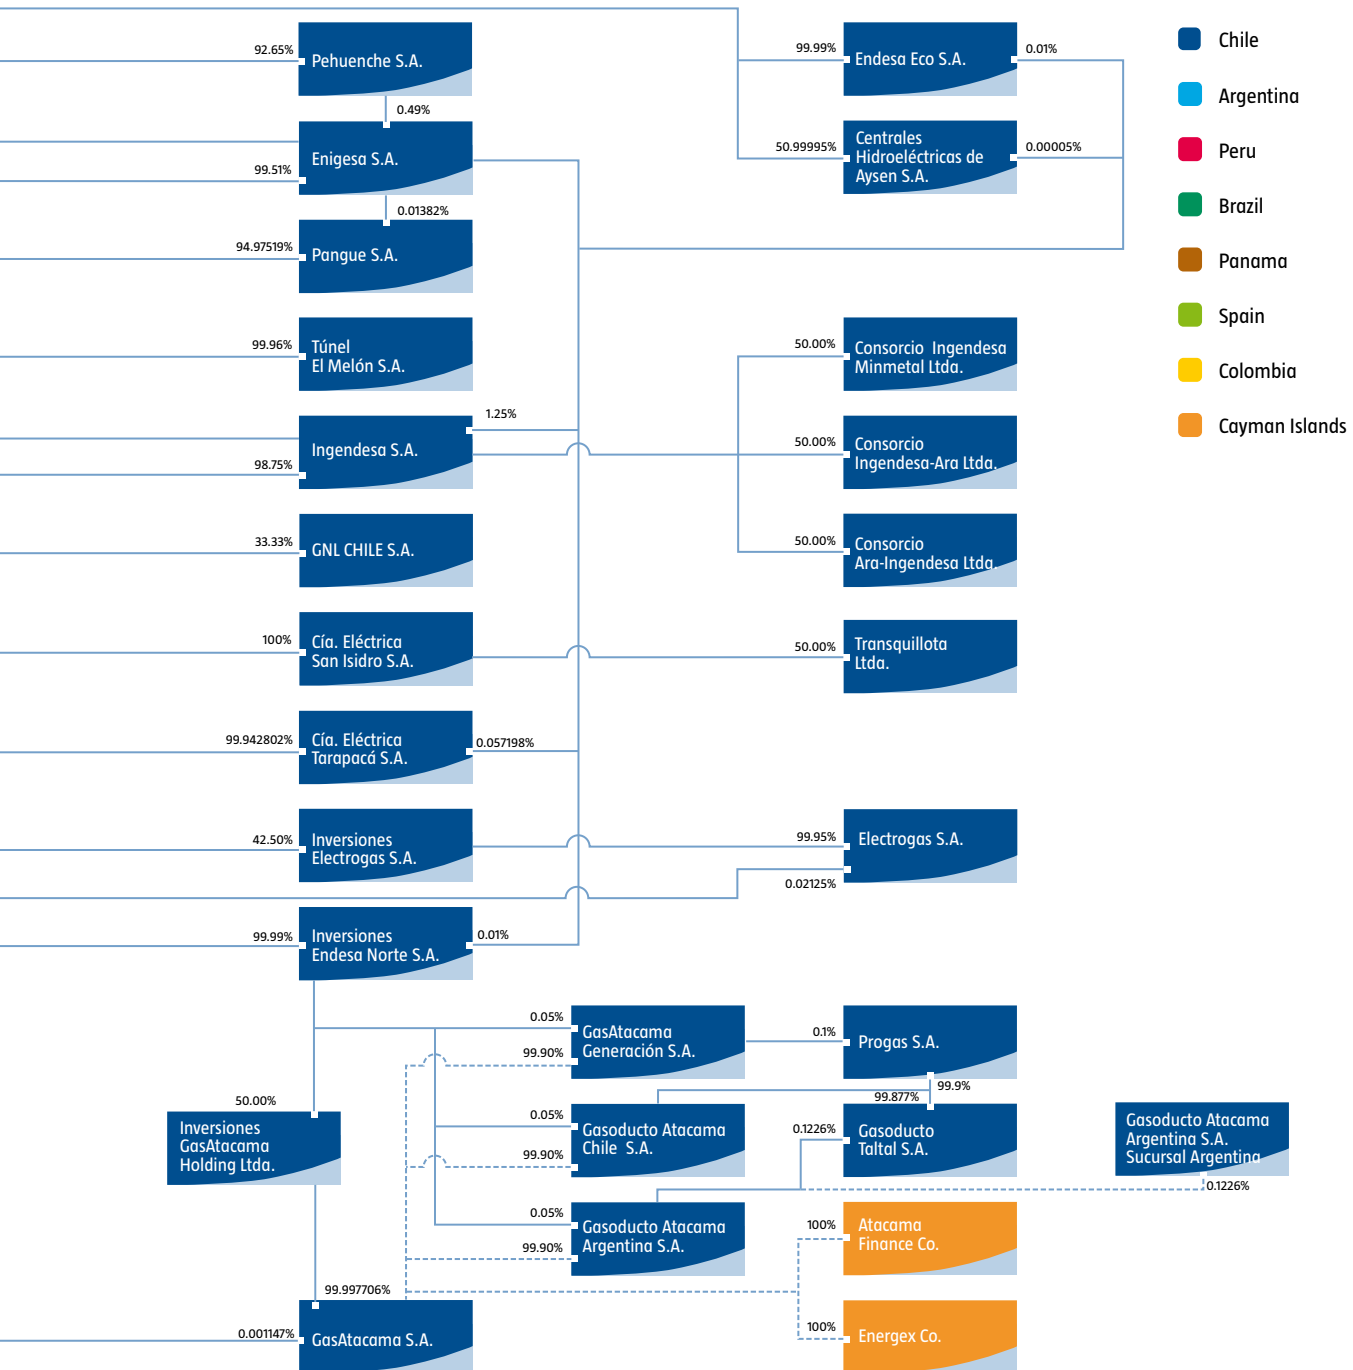 92.65%
Pehuenche S.A.
0.49%
Enigesa S.A.
99.51%
0.01382%
94.97519%
Pangue S.A.
99.96%
Túnel
El Melón S.A.
1.25%
Ingendesa S.A.
98.75%
33.33%
GNL CHILE S.A.
100%
Cía. Eléctrica
San Isidro S.A.
99.942802%
Cía. Eléctrica
Tarapacá S.A.
0.057198%
42.50%
Inversiones
Electrogas S.A.
99.99%
Inversiones
Endesa Norte S.A.
0.01%
99.99%
Endesa Eco S.A.
0.01%
50.99995%
Centrales
Hidroeléctricas de
Aysen S.A.
0.00005%
50.00%
Consorcio Ingendesa
Minmetal Ltda.
50.00%
Consorcio
Ingendesa-Ara Ltda.
50.00%
Consorcio
Ara-Ingendesa Ltda.
50.00%
Transquillota
Ltda.
99.95%
Electrogas S.A.
0.02125%
Chile
Argentina
Peru
Brazil
Panama
Spain
Colombia
Cayman Islands
0.05%
GasAtacama
Generación S.A.
99.90%
0.1%
Progas S.A.
99.9%
99.877%
50.00%
Inversiones
GasAtacama
Holding Ltda.
0.05%
Gasoducto Atacama
Chile S.A.
99.90%
0.1226%
Gasoducto
Taltal S.A.
Gasoducto Atacama
Argentina S.A.
Sucursal Argentina
0.1226%
0.05%
Gasoducto Atacama
Argentina S.A.
99.90%
100%
Atacama
Finance Co.
99.997706%
0.001147%
GasAtacama S.A.
100%
Energex Co.